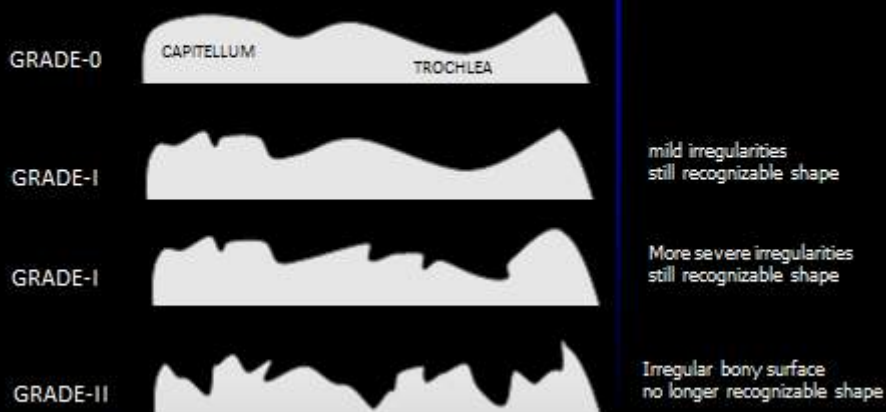 GRADE-0
CAPITELLUM
TROCHLEA
GRADE-I
mild irregularities
still recognizable shape
GRADE-I
More severe irregularities
still recognizable shape
GRADE-II
Irregular bony surface
no longer recognizable shape